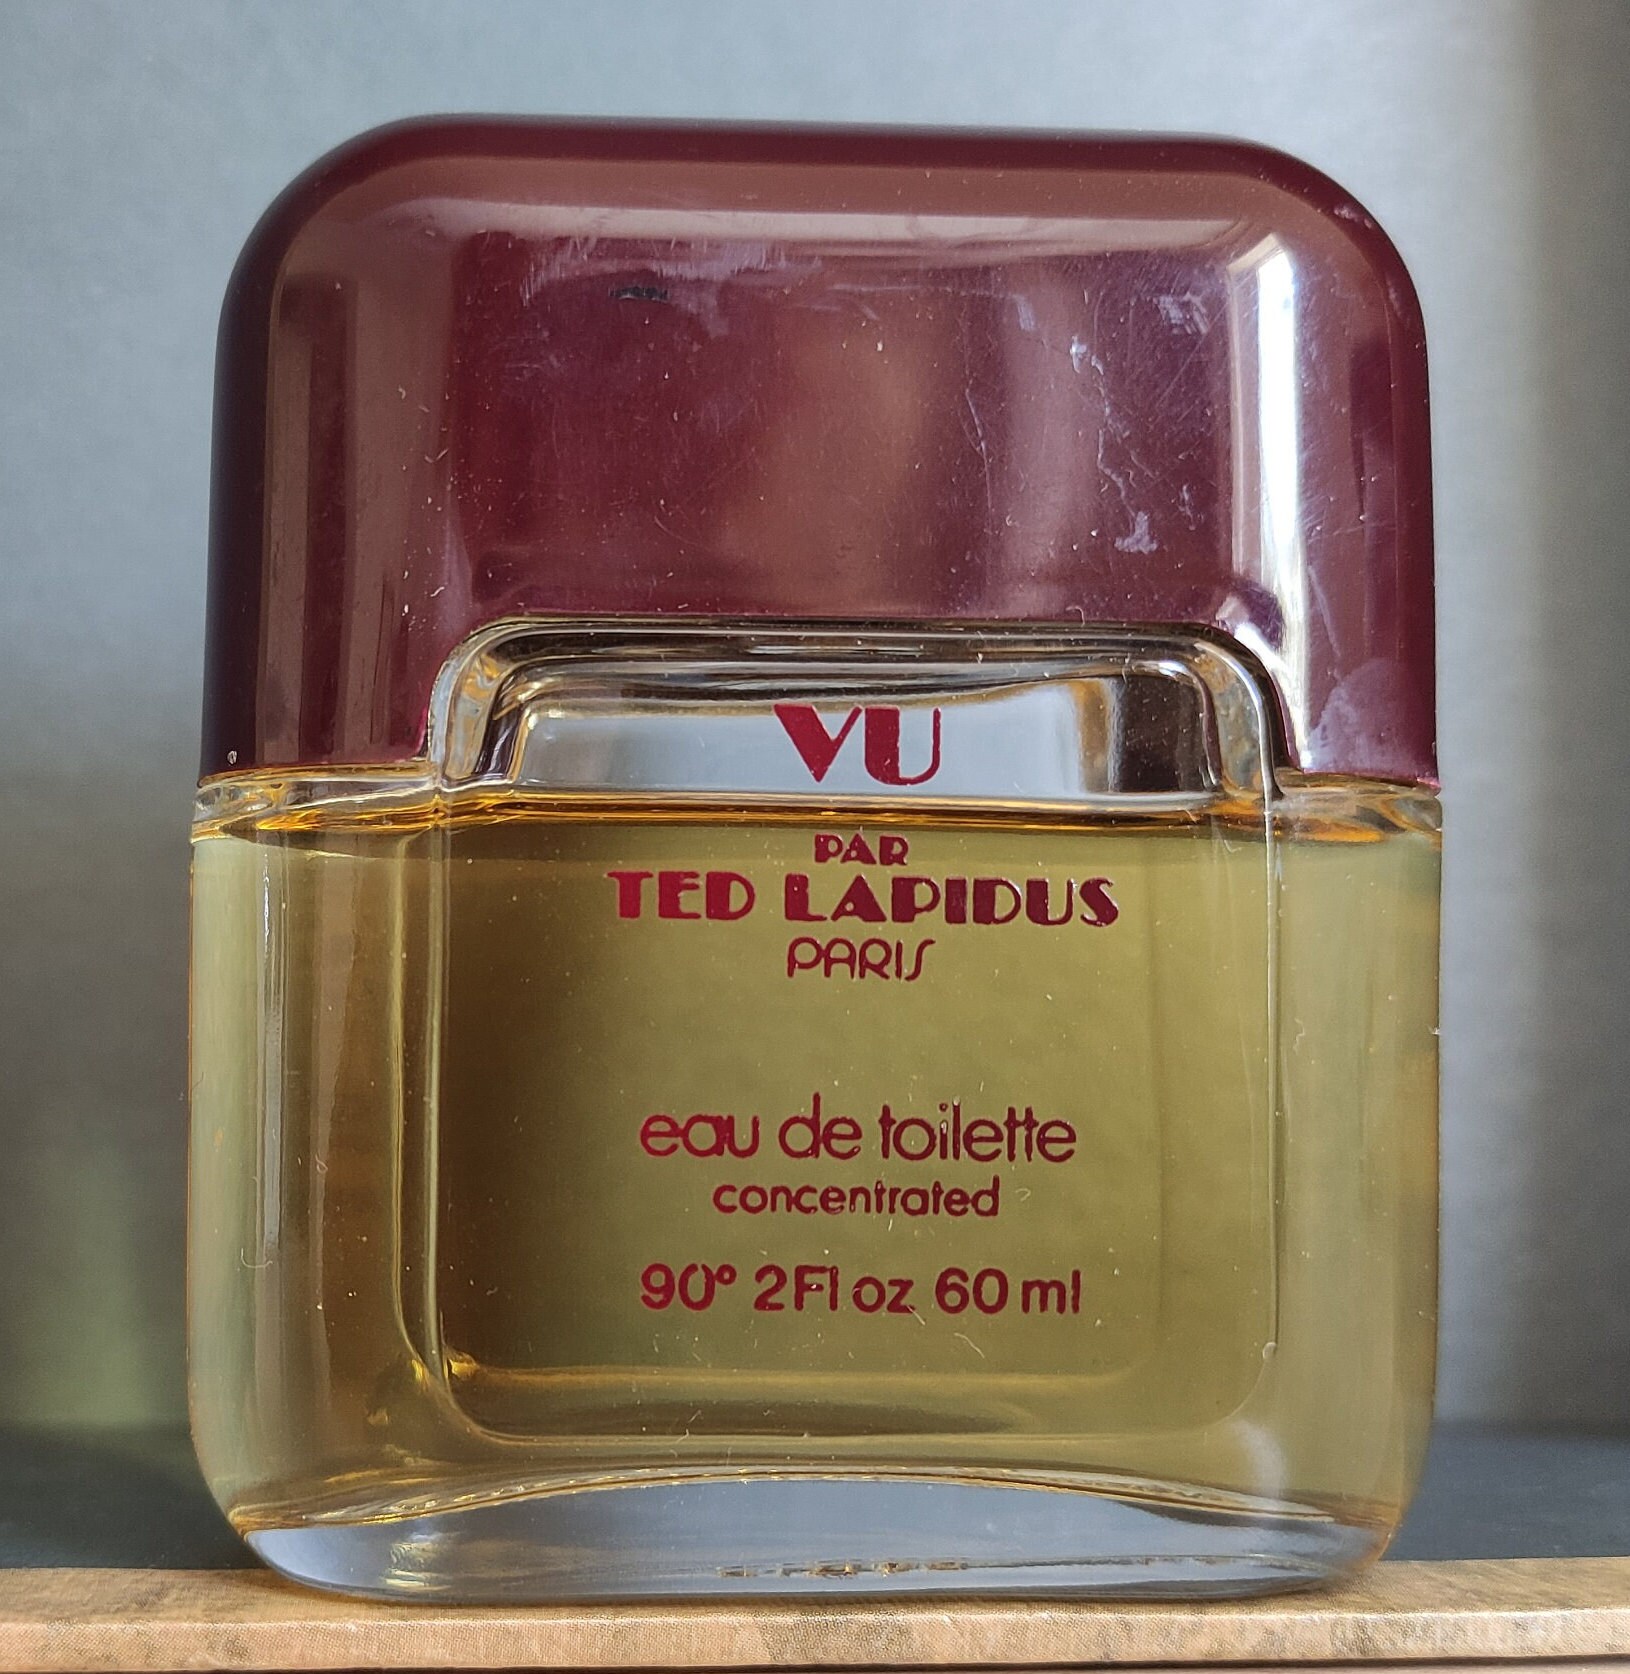 VU
PAR
TED LAPIDUS
PARIS
eau de toilette
concentrated
90° 2Fl oz 60 ml